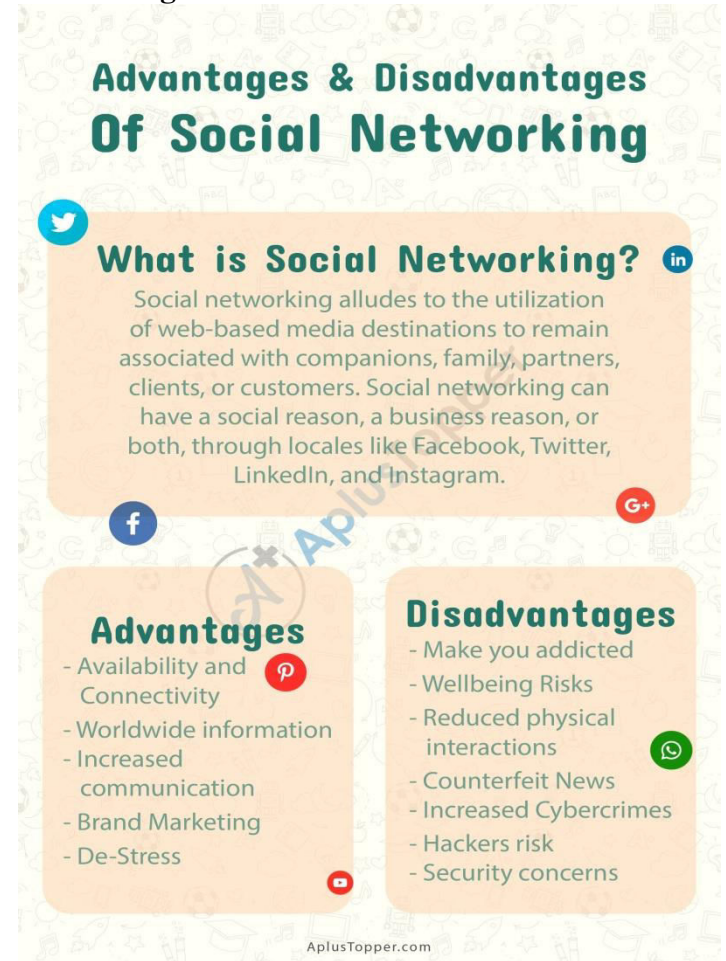 Advantages & Disadvantages
Of Social Networking
What is Social Networking?
in
Social networking alludes to the utilization
of web-based media destinations to remain
associated with companions, family, partners,
clients, or customers. Social networking can
have a social reason, a business reason, or
both, through locales like Facebook, Twitter,
LinkedIn, and Instagram.
G+
f
A+ AplusTopper
Advantages
- Availability and
Connectivity
- Worldwide information
- Increased
communication
- Brand Marketing
- De-Stress
Disadvantages
- Make you addicted
- Wellbeing Risks
- Reduced physical
interactions
- Counterfeit News
- Increased Cybercrimes
- Hackers risk
- Security concerns
AplusTopper.com